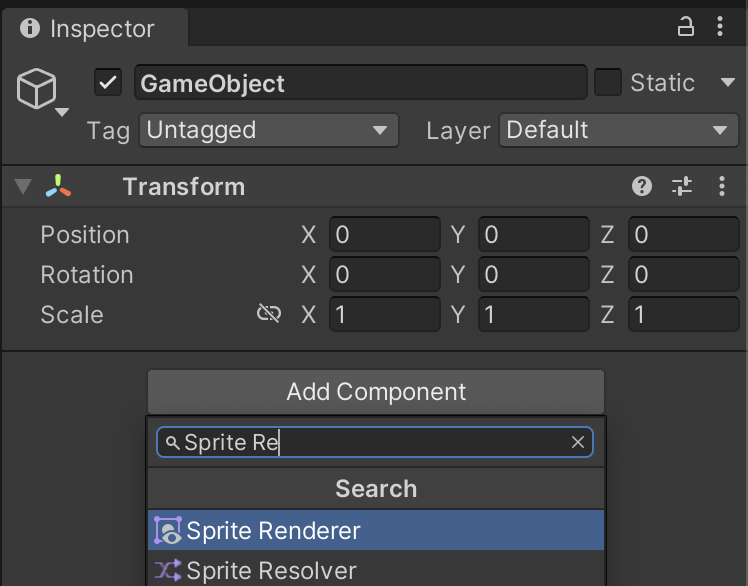 Inspector
GameObject Static
Tag Untagged Layer Default
Transform
Position X 0 Y 0 Z 0
Rotation X 0 Y 0 Z 0
Scale X 1 Y 1 Z 1
Add Component
Sprite Re
Search
Sprite Renderer
Sprite Resolver